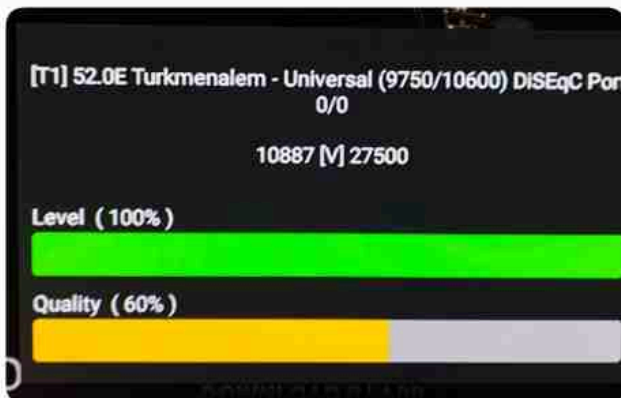 [T1] 52.0E Turkmenalem - Universal (9750/10600) DiSEqC Por
0/0
10887 [V] 27500
Level ( 100% )
Quality ( 60% )